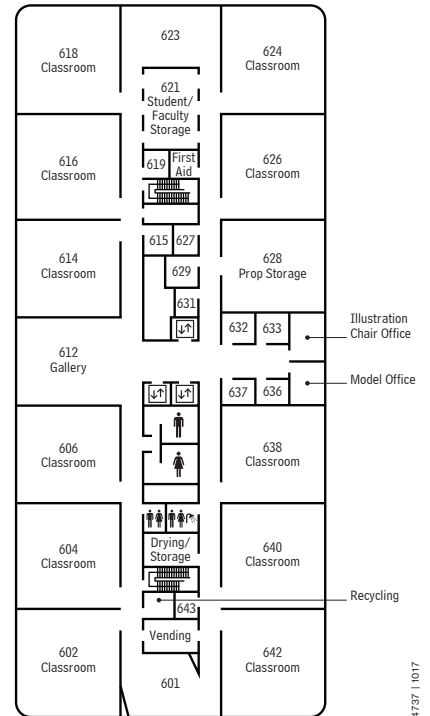 623
618
Classroom
624
Classroom
621
Student/
Faculty
Storage
616
Classroom
619
First
Aid
626
Classroom
615
627
614
Classroom
629
628
Prop Storage
631
632
633
Illustration
Chair Office
612
Gallery
637
636
Model Office
606
Classroom
638
Classroom
604
Classroom
Drying/
Storage
640
Classroom
643
Recycling
Vending
602
Classroom
601
642
Classroom
4737 | 1017